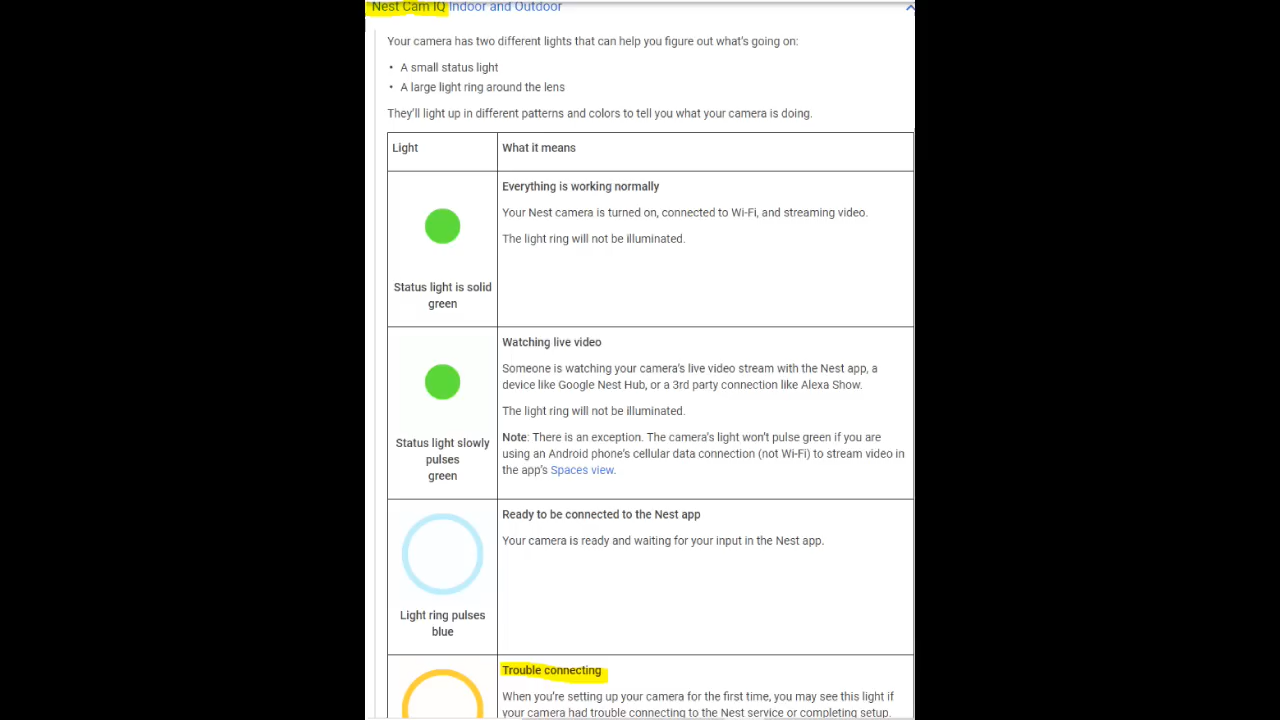 Nest Cam IQ Indoor and Outdoor
Your camera has two different lights that can help you figure out what's going on:
• A small status light
• A large light ring around the lens
They'll light up in different patterns and colors to tell you what your camera is doing.
Light
What it means
Status light is solid
green
Everything is working normally
Your Nest camera is turned on, connected to Wi-Fi, and streaming video.
The light ring will not be illuminated.
Status light slowly
pulses
green
Watching live video
Someone is watching your camera's live video stream with the Nest app, a
device like Google Nest Hub, or a 3rd party connection like Alexa Show.
The light ring will not be illuminated.
Note: There is an exception. The camera's light won't pulse green if you are
using an Android phone's cellular data connection (not Wi-Fi) to stream video in
the app's Spaces view.
Light ring pulses
blue
Ready to be connected to the Nest app
Your camera is ready and waiting for your input in the Nest app.
Trouble connecting
When you're setting up your camera for the first time, you may see this light if
your camera had trouble connecting to the Nest service or completing setup.